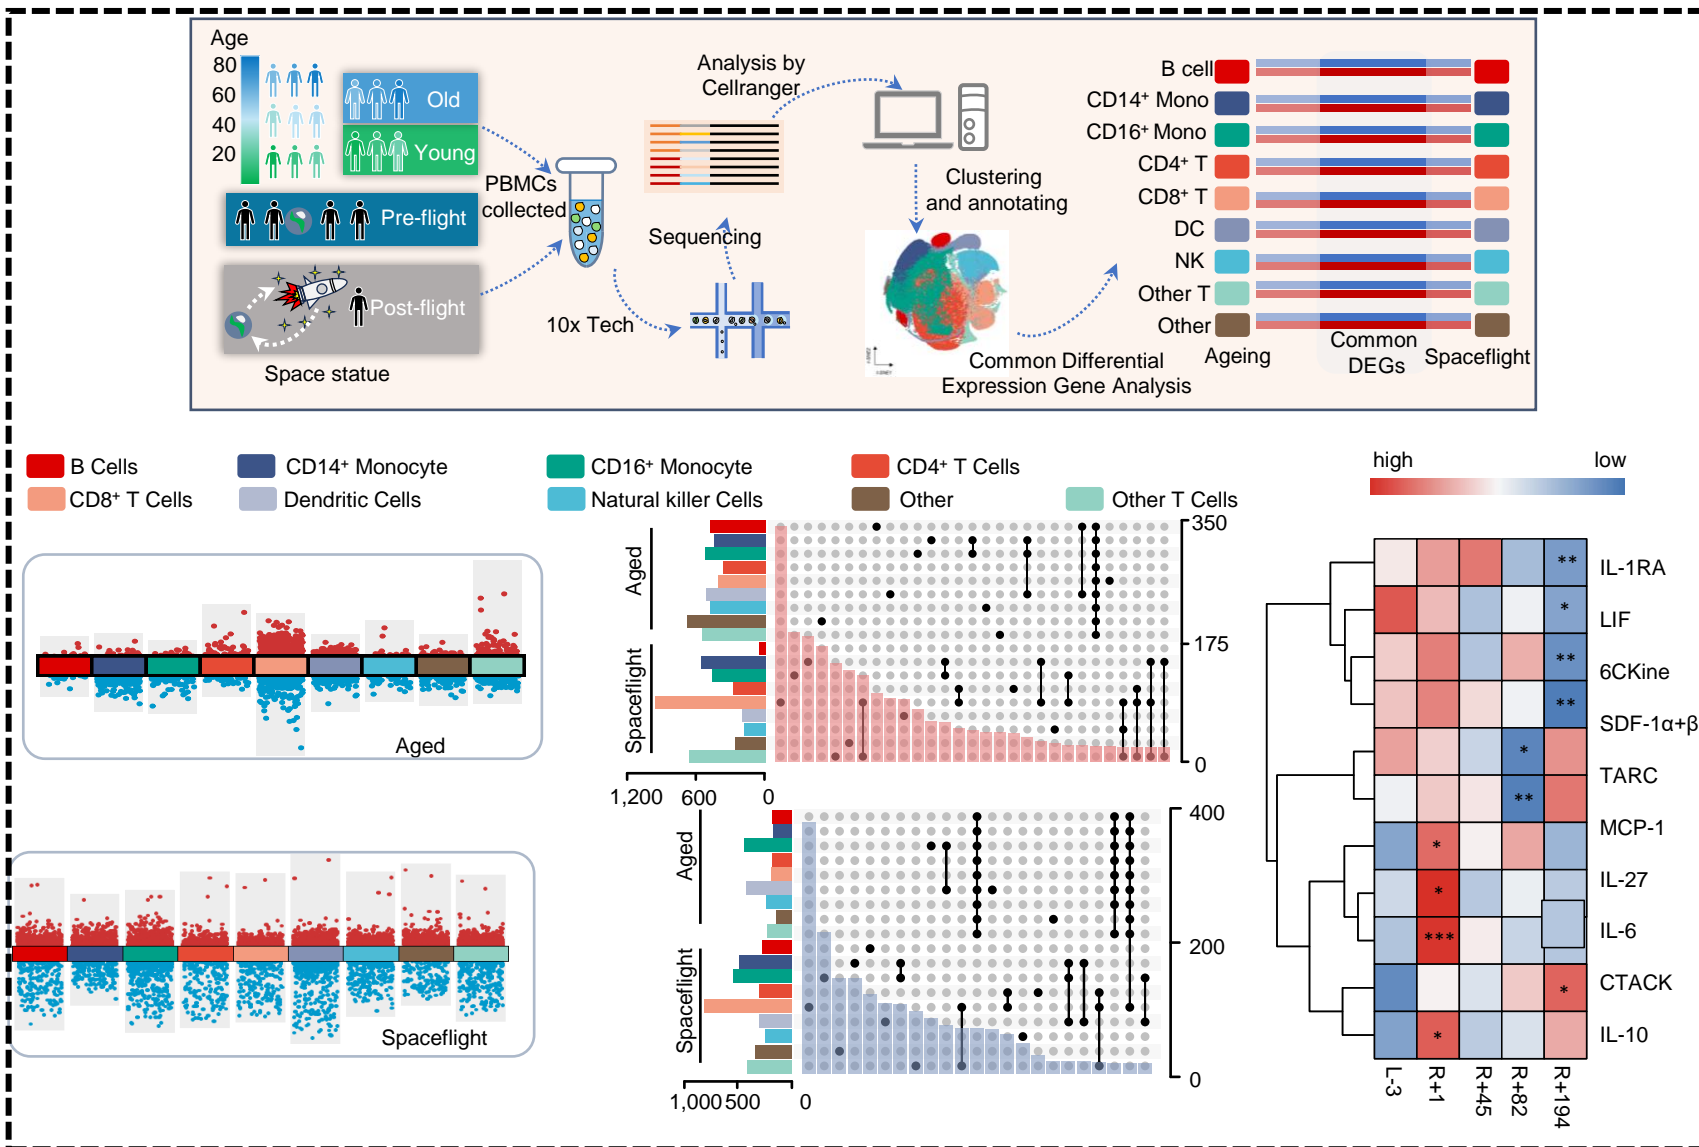 Age
80
60
40
20
Old
Young
Pre-flight
Post-flight
Space statue
PBMCs
collected
10x Tech
Sequencing
Analysis by
Cellranger
Clustering
and annotating
Common Differential
Expression Gene Analysis
B cell
CD14⁺ Mono
CD16⁺ Mono
CD4⁺ T
CD8⁺ T
DC
NK
Other T
Other
Ageing
Common
DEGs
Spaceflight
B Cells
CD14⁺ Monocyte
CD16⁺ Monocyte
CD4⁺ T Cells
CD8⁺ T Cells
Dendritic Cells
Natural killer Cells
Other
Other T Cells
Aged
Spaceflight
Aged
Spaceflight
350
175
0
1,200
600
0
Aged
Spaceflight
400
200
0
1,000
500
0
high
low
**
*
**
**
*
**
*
*
***
*
*
IL-1RA
LIF
6CKine
SDF-1α+β
TARC
MCP-1
IL-27
IL-6
CTACK
IL-10
L-3
R+1
R+45
R+82
R+194